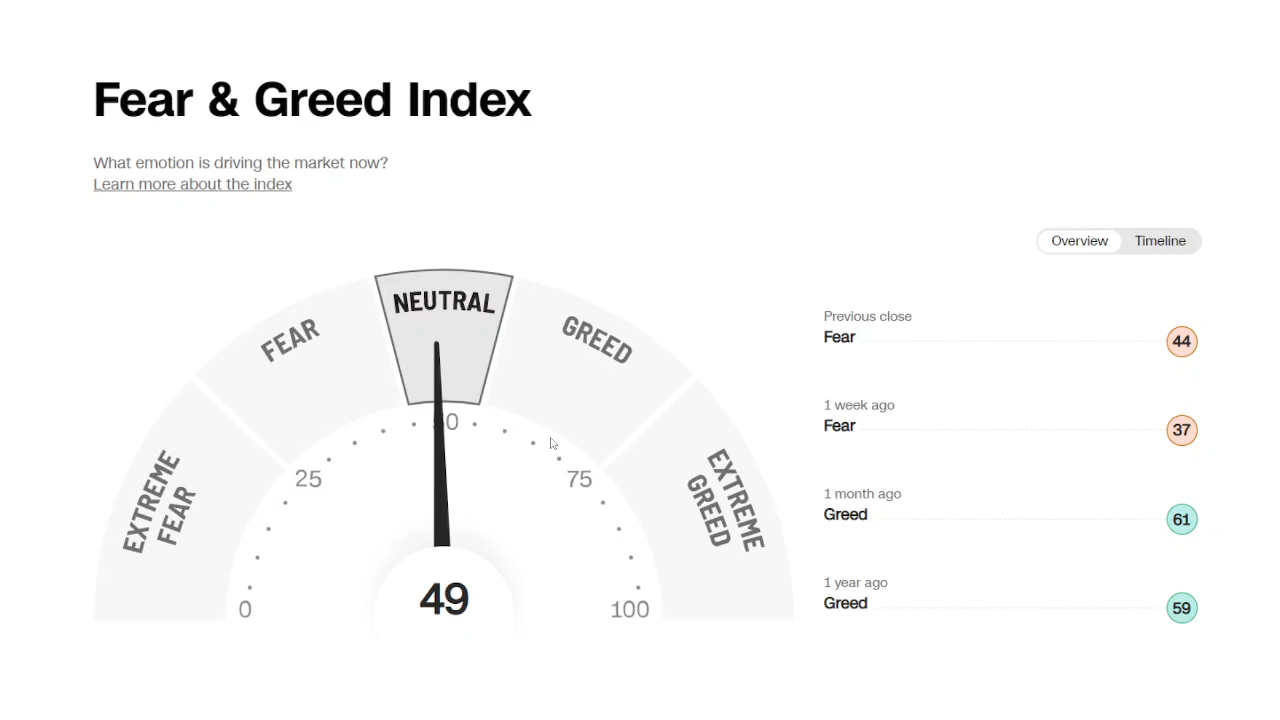 Fear & Greed Index
What emotion is driving the market now?
Learn more about the index
Overview Timeline
EXTREME
FEAR
FEAR
NEUTRAL
GREED
EXTREME
GREED
0
25
50
75
100
49
Previous close
Fear
44
1 week ago
Fear
37
1 month ago
Greed
61
1 year ago
Greed
59